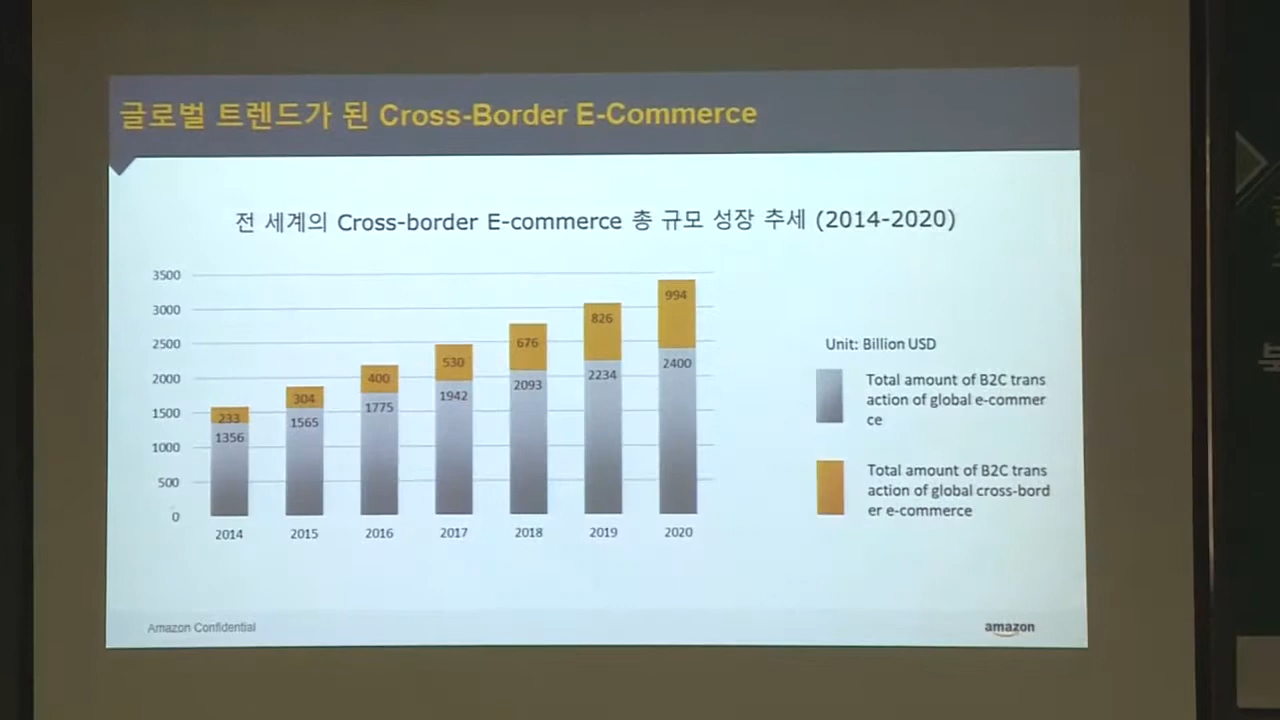 글로벌 트렌드가 된 Cross-Border E-Commerce
전 세계의 Cross-border E-commerce 총 규모 성장 추세 (2014-2020)
3500
3000
2500
2000
1500
1000
500
0
233
1356
304
1565
400
1775
530
1942
676
2093
826
2234
994
2400
2014 2015 2016 2017 2018 2019 2020
Unit: Billion USD
Total amount of B2C trans
action of global e-commer
ce
Total amount of B2C trans
action of global cross-bord
er e-commerce
Amazon Confidential
amazon